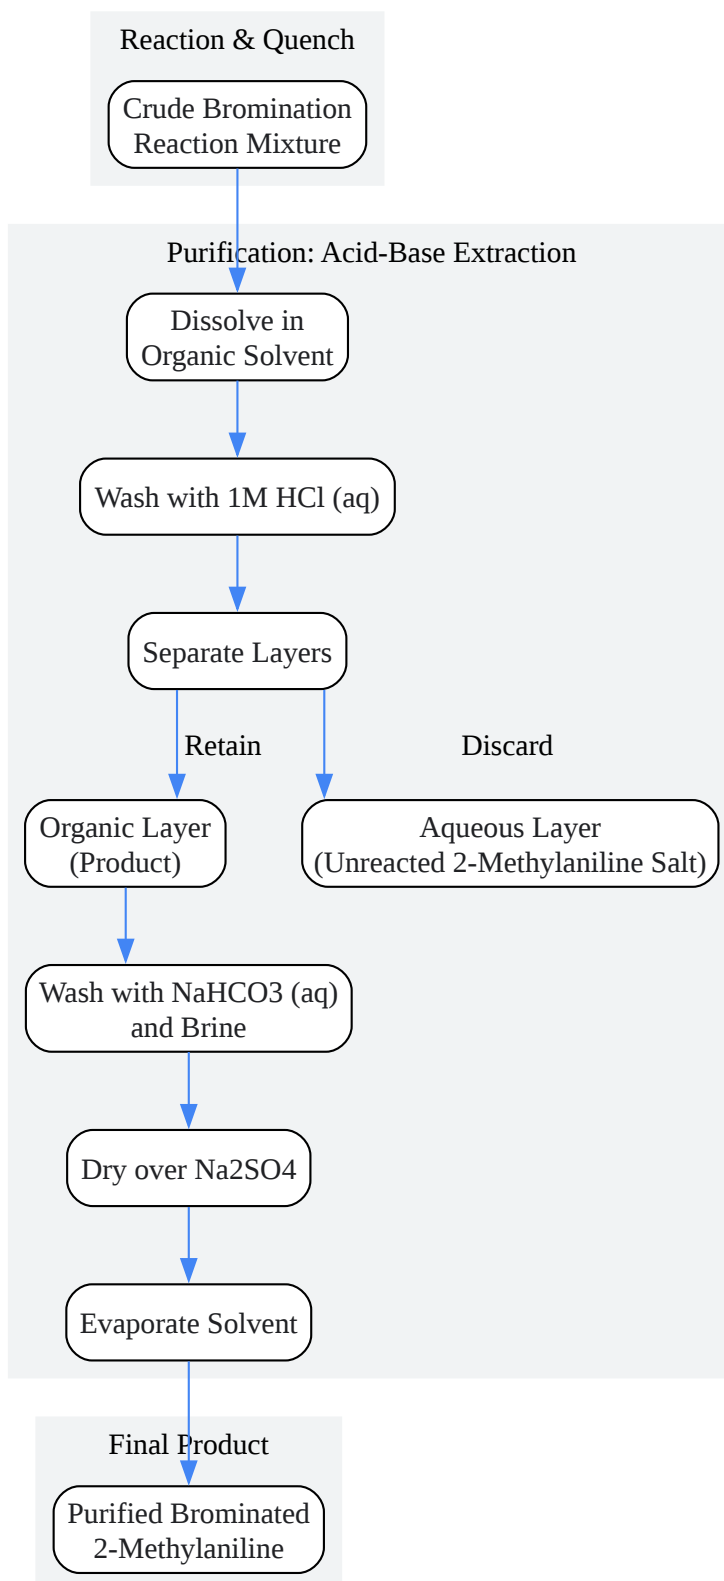 Reaction & Quench
Crude Bromination
Reaction Mixture
Purification: Acid-Base Extraction
Dissolve in
Organic Solvent
Wash with 1M HCl (aq)
Separate Layers
Retain
Discard
Organic Layer
(Product)
Aqueous Layer
(Unreacted 2-Methylaniline Salt)
Wash with NaHCO3 (aq)
and Brine
Dry over Na2SO4
Evaporate Solvent
Final Product
Purified Brominated
2-Methylaniline